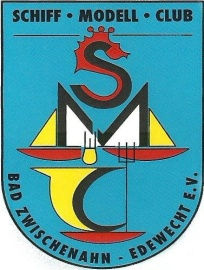 SCHIFF · MODELL · CLUB
S
M
C
BAD ZWISCHENAHN - EDEWECHT E.V.